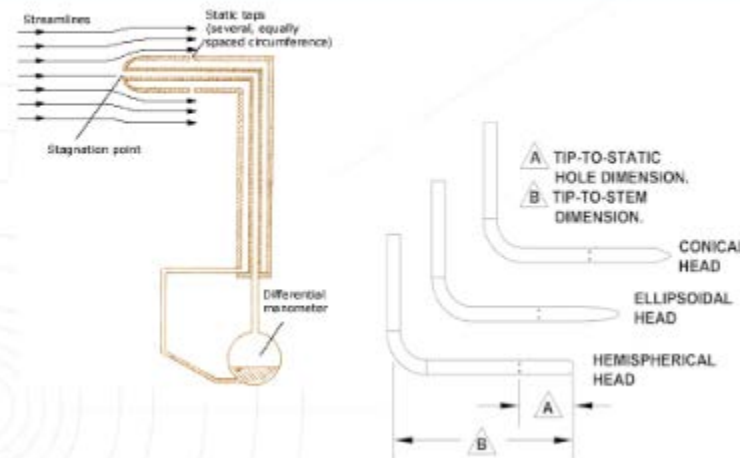 Streamlines
Static taps
(several, equally
spaced circumference)
Stagnation point
Differential
manometer
A TIP-TO-STATIC
HOLE DIMENSION.
B TIP-TO-STEM
DIMENSION.
CONICAL
HEAD
ELLIPSOIDAL
HEAD
HEMISPHERICAL
HEAD
A
B